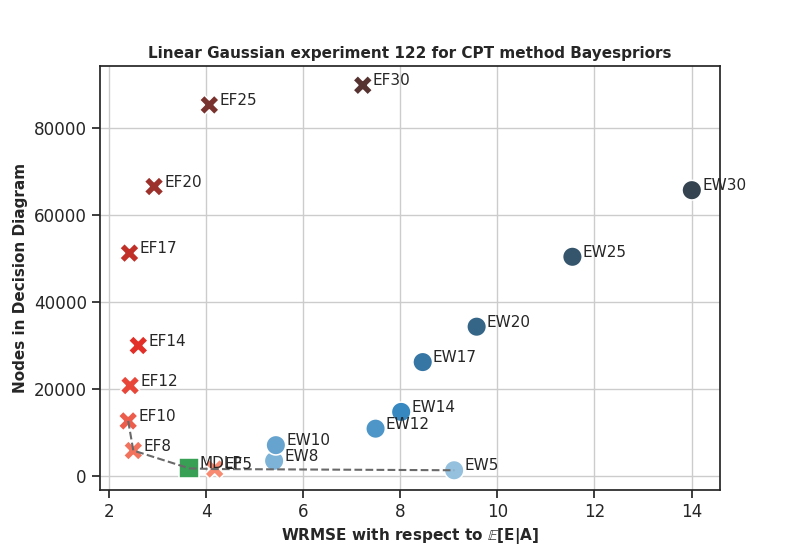 Linear Gaussian experiment 122 for CPT method Bayespriors
EF30
EF25
EF20
EW30
EF17
EW25
EW20
EF14
EW17
EF12
EW14
EF10
EW12
EW10
EF8
EW8
MDLP
EF5
EW5
80000
60000
40000
20000
0
Nodes in Decision Diagram
2 4 6 8 10 12 14
WRMSE with respect to 𝔼[E|A]